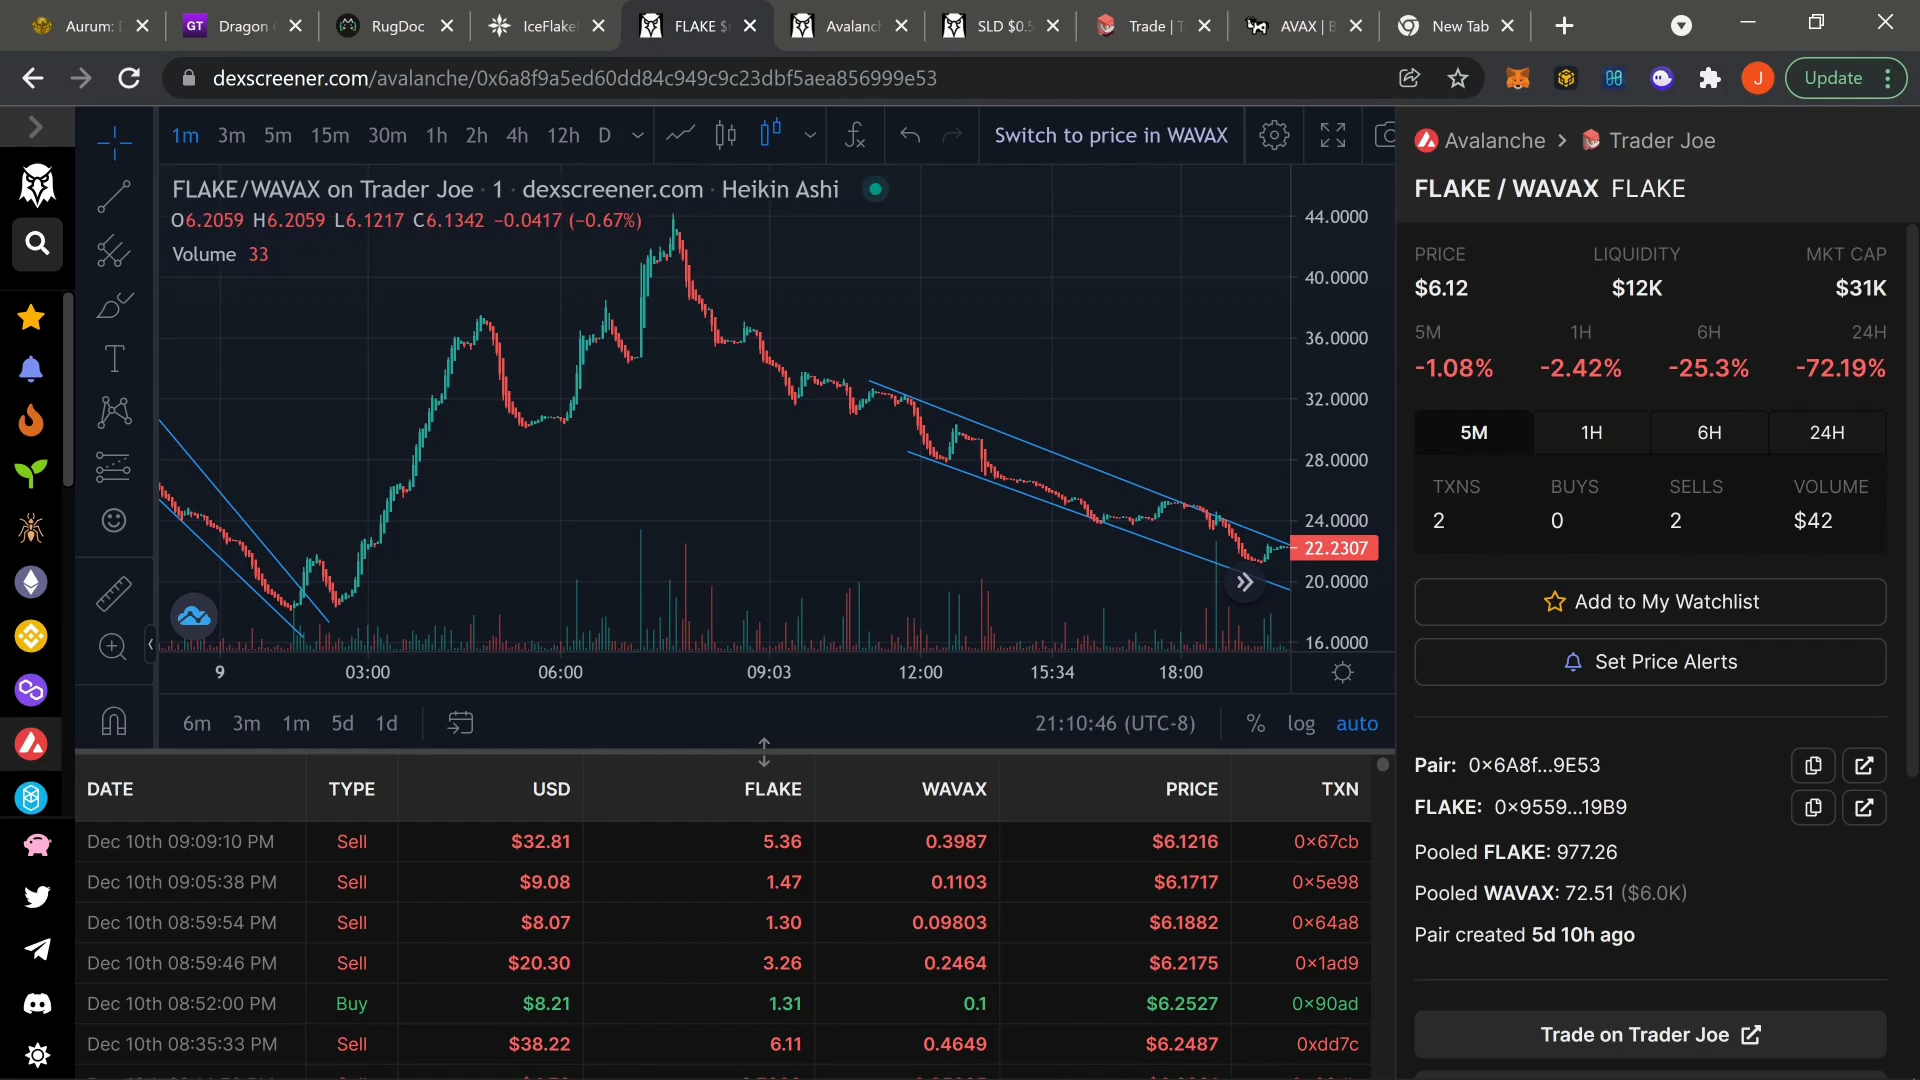 Aurum:
Dragon
RugDoc
IceFlake
FLAKE $
Avalanc
SLD $0.5
Trade | T
AVAX | B
New Tab
dexscreener.com/avalanche/0x6a8f9a5ed60dd84c949c9c23dbf5aea856999e53
J
Update
1m 3m 5m 15m 30m 1h 2h 4h 12h D
Switch to price in WAVAX
FLAKE/WAVAX on Trader Joe · 1 · dexscreener.com · Heikin Ashi
O6.2059 H6.2059 L6.1217 C6.1342 −0.0417 (−0.67%)
Volume 33
44.0000
40.0000
36.0000
32.0000
28.0000
24.0000
22.2307
20.0000
16.0000
9 03:00 06:00 09:03 12:00 15:34 18:00
6m 3m 1m 5d 1d
21:10:46 (UTC-8)
% log auto
DATE TYPE USD FLAKE WAVAX PRICE TXN
Dec 10th 09:09:10 PM Sell $32.81 5.36 0.3987 $6.1216 0x67cb
Dec 10th 09:05:38 PM Sell $9.08 1.47 0.1103 $6.1717 0x5e98
Dec 10th 08:59:54 PM Sell $8.07 1.30 0.09803 $6.1882 0x64a8
Dec 10th 08:59:46 PM Sell $20.30 3.26 0.2464 $6.2175 0x1ad9
Dec 10th 08:52:00 PM Buy $8.21 1.31 0.1 $6.2527 0x90ad
Dec 10th 08:35:33 PM Sell $38.22 6.11 0.4649 $6.2487 0xdd7c
Avalanche > Trader Joe
FLAKE / WAVAX FLAKE
PRICE LIQUIDITY MKT CAP
$6.12 $12K $31K
5M 1H 6H 24H
-1.08% -2.42% -25.3% -72.19%
5M 1H 6H 24H
TXNS BUYS SELLS VOLUME
2 0 2 $42
Add to My Watchlist
Set Price Alerts
Pair: 0x6A8f...9E53
FLAKE: 0x9559...19B9
Pooled FLAKE: 977.26
Pooled WAVAX: 72.51 ($6.0K)
Pair created 5d 10h ago
Trade on Trader Joe